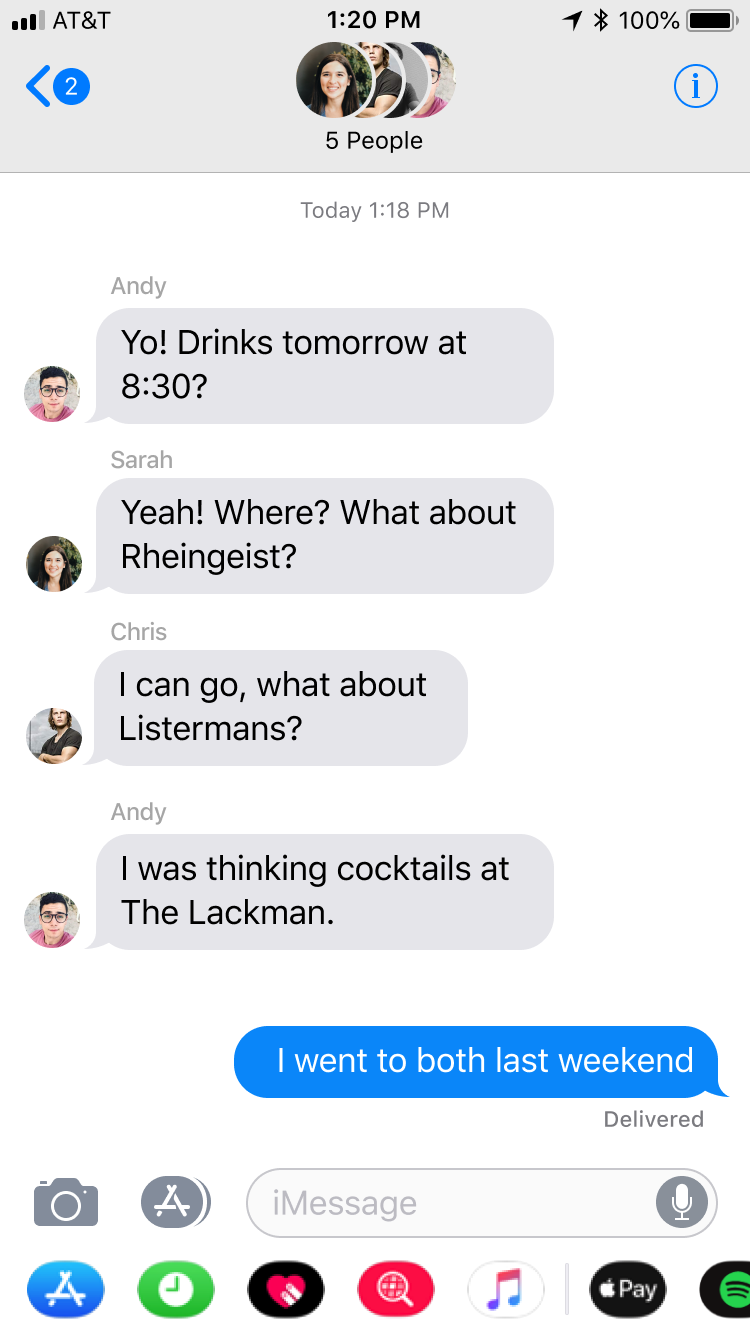 AT&T 1:20 PM 100%
2
i
5 People
Today 1:18 PM
Andy
Yo! Drinks tomorrow at
8:30?
Sarah
Yeah! Where? What about
Rheingeist?
Chris
I can go, what about
Listermans?
Andy
I was thinking cocktails at
The Lackman.
I went to both last weekend
Delivered
iMessage
Pay